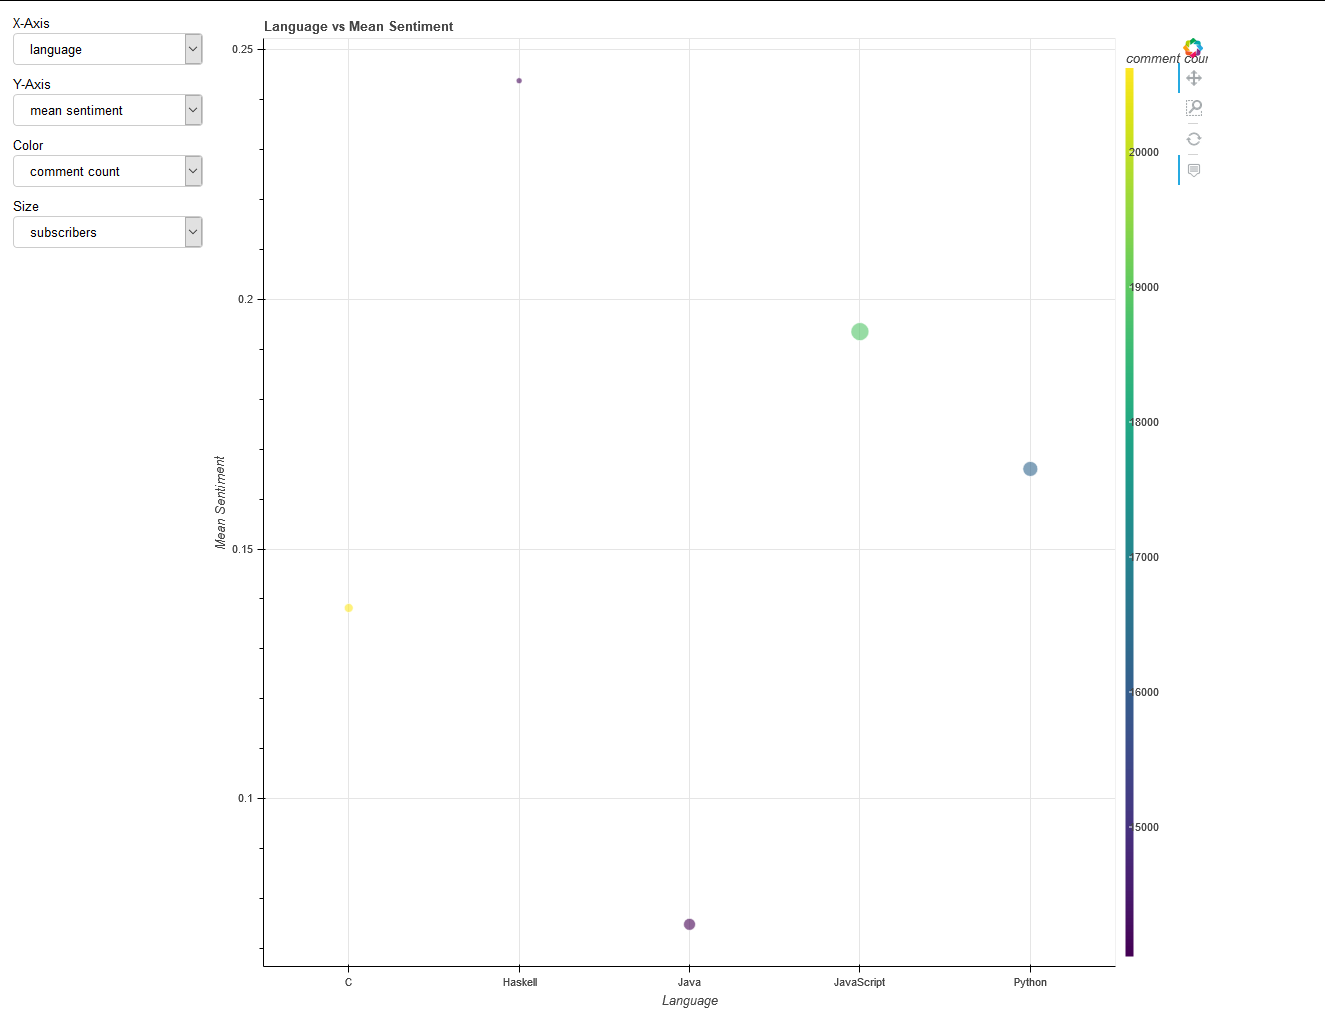 X-Axis
language
Y-Axis
mean sentiment
Color
comment count
Size
subscribers
Language vs Mean Sentiment
0.25
0.2
0.15
0.1
Mean Sentiment
C
Haskell
Java
JavaScript
Python
Language
comment cour
20000
19000
18000
17000
6000
5000